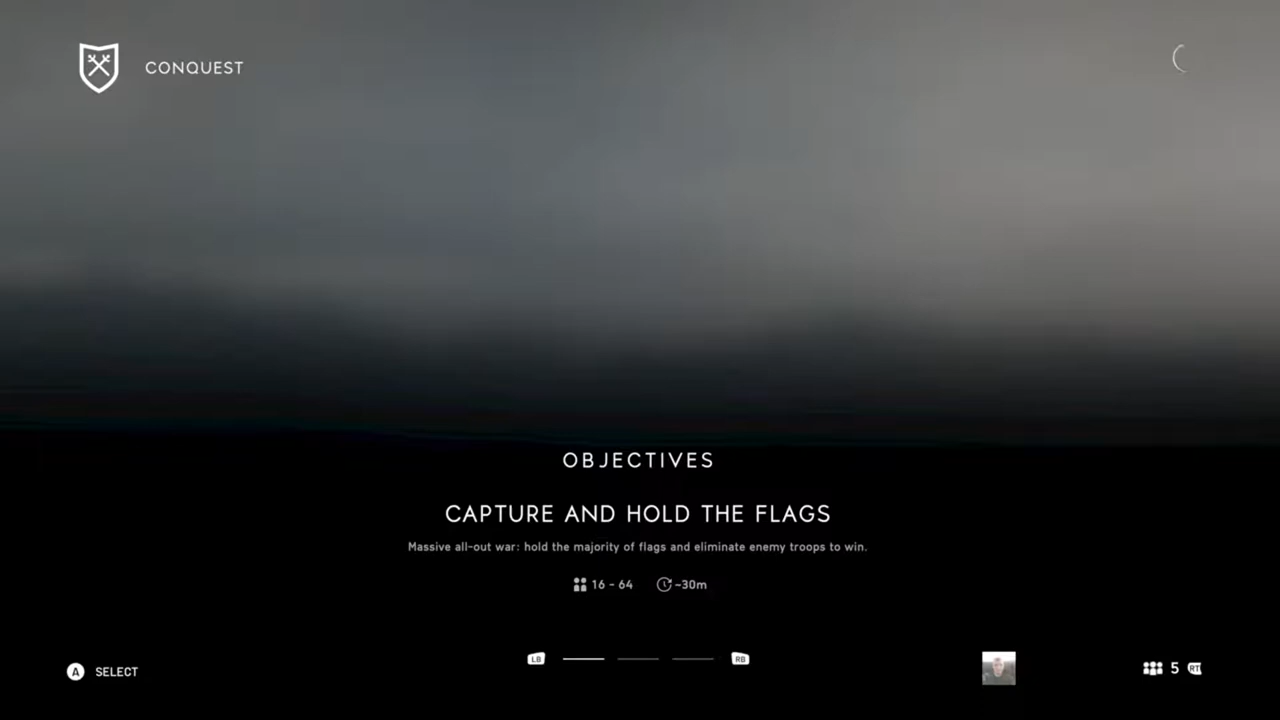 CONQUEST
OBJECTIVES
CAPTURE AND HOLD THE FLAGS
Massive all-out war: hold the majority of flags and eliminate enemy troops to win.
16 - 64 ~30m
LB RB
A SELECT
5 RT